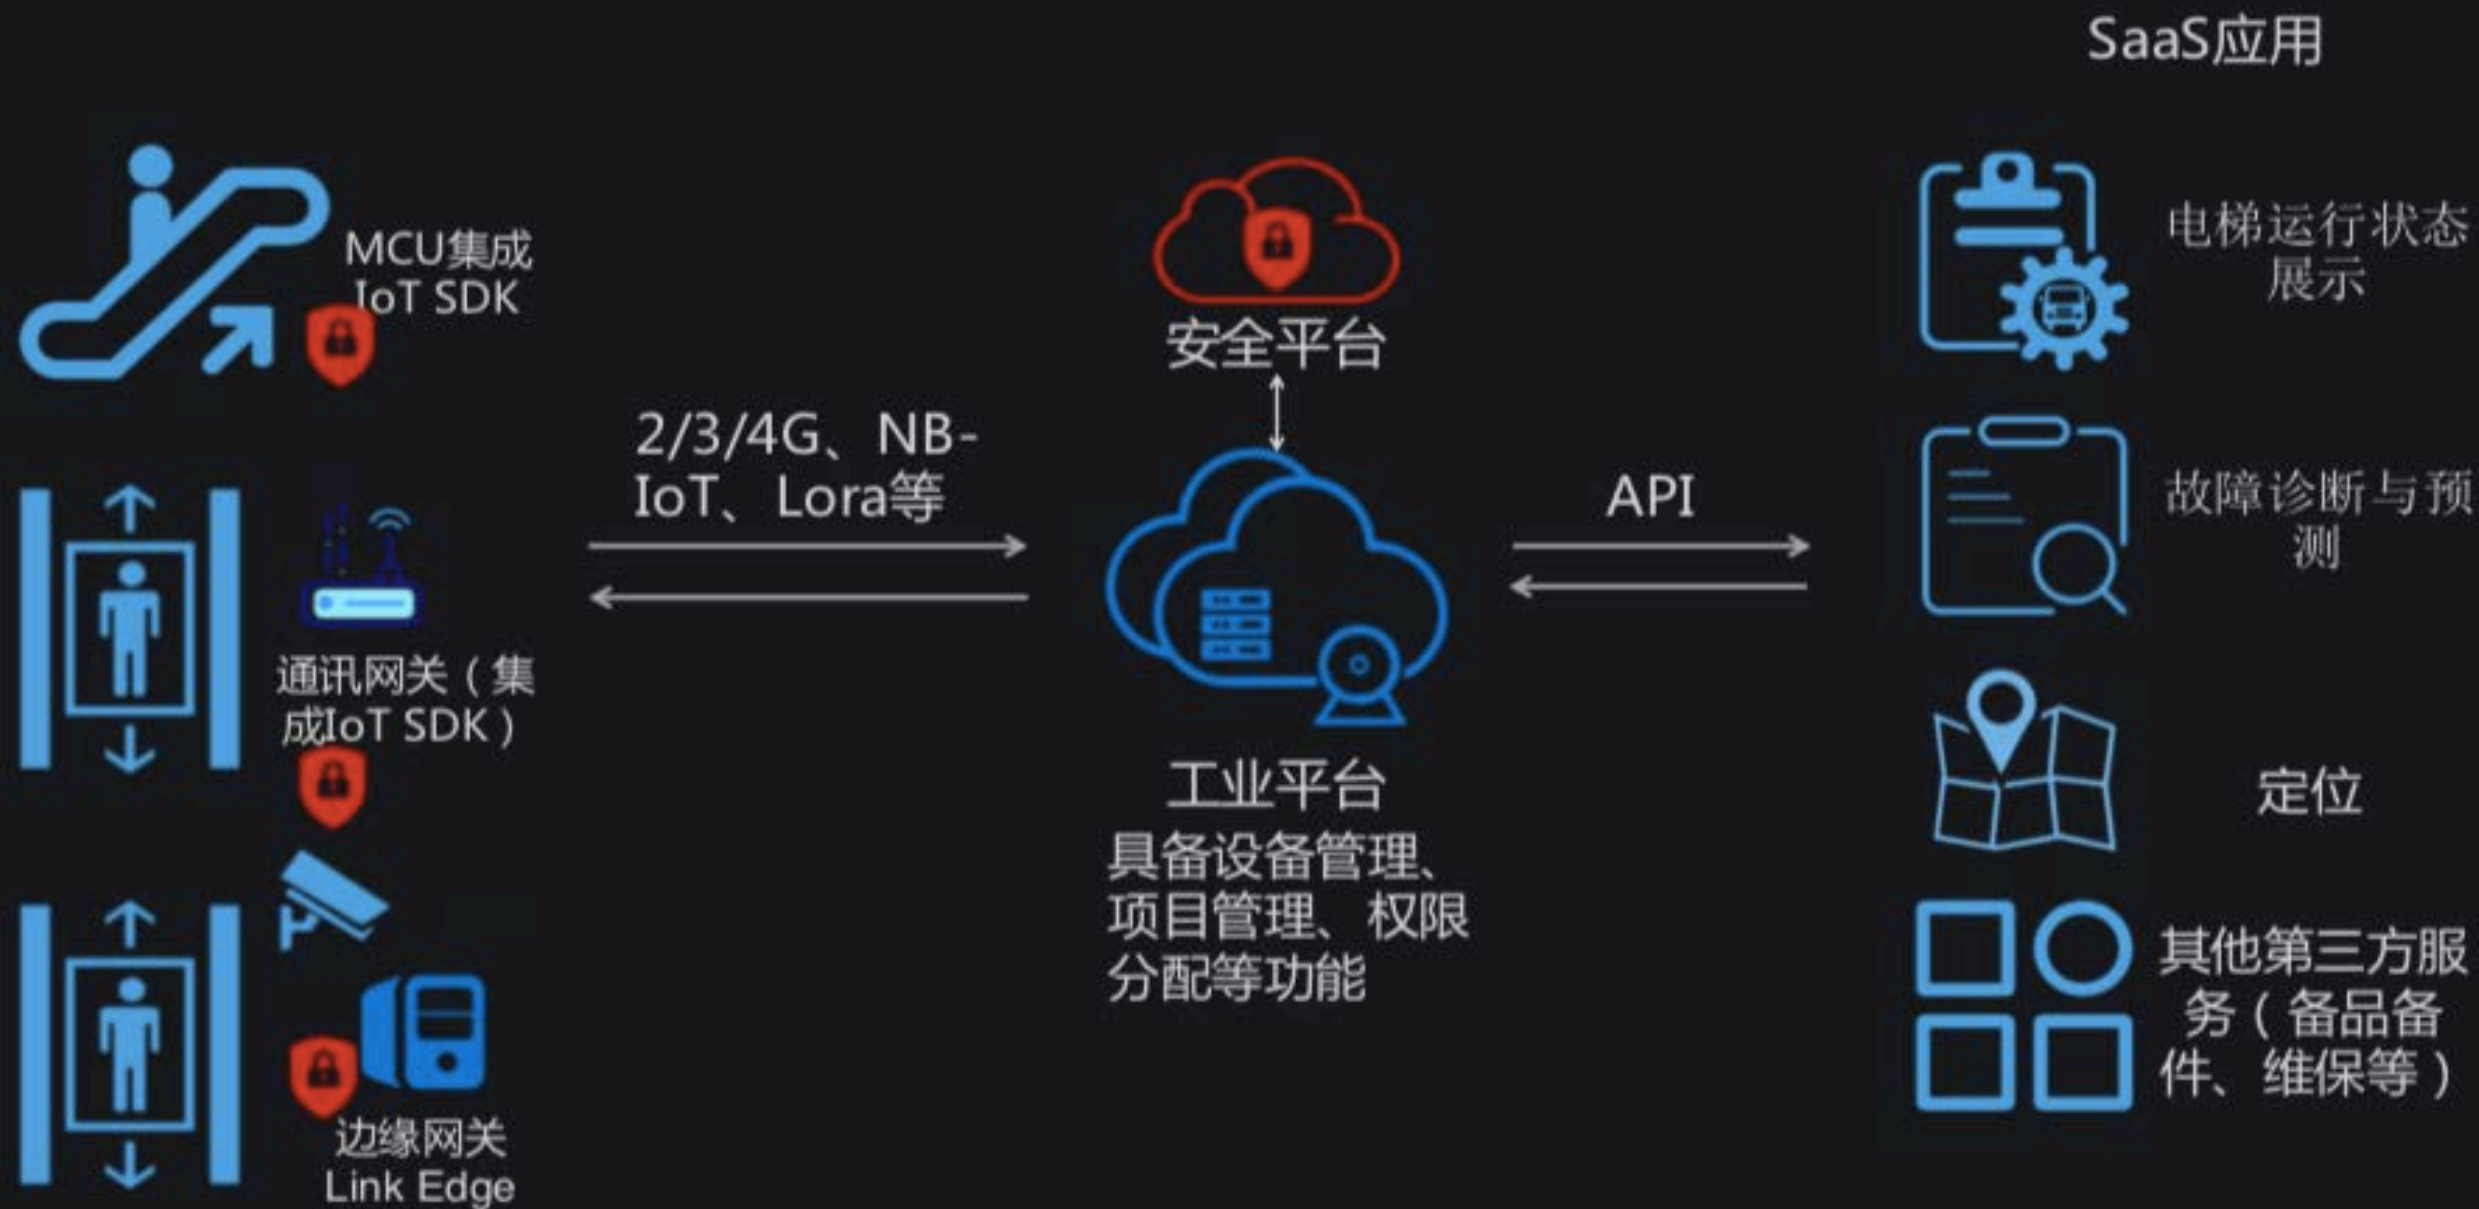 SaaS应用
MCU集成
IoT SDK
通讯网关（集
成IoT SDK）
边缘网关
Link Edge
2/3/4G、NB-
IoT、Lora等
安全平台
工业平台
具备设备管理、
项目管理、权限
分配等功能
API
电梯运行状态
展示
故障诊断与预
测
定位
其他第三方服
务（备品备
件、维保等）